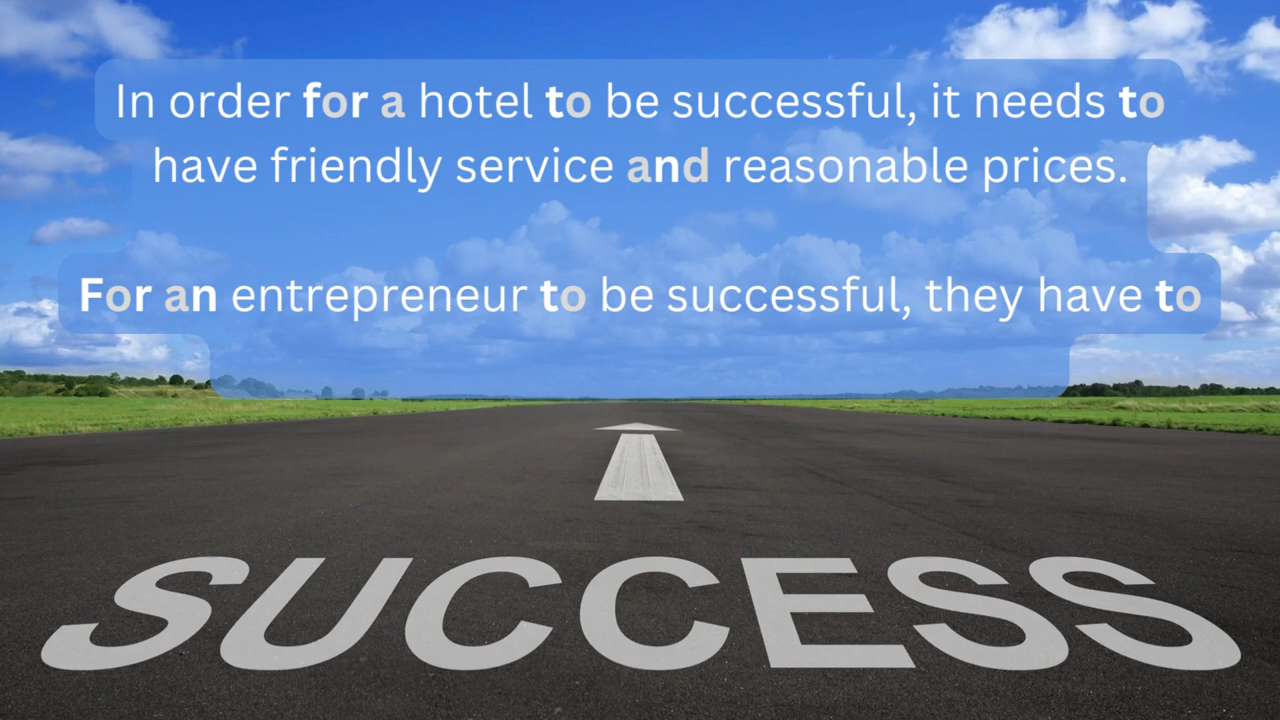 In order for a hotel to be successful, it needs to
have friendly service and reasonable prices.
For an entrepreneur to be successful, they have to
SUCCESS